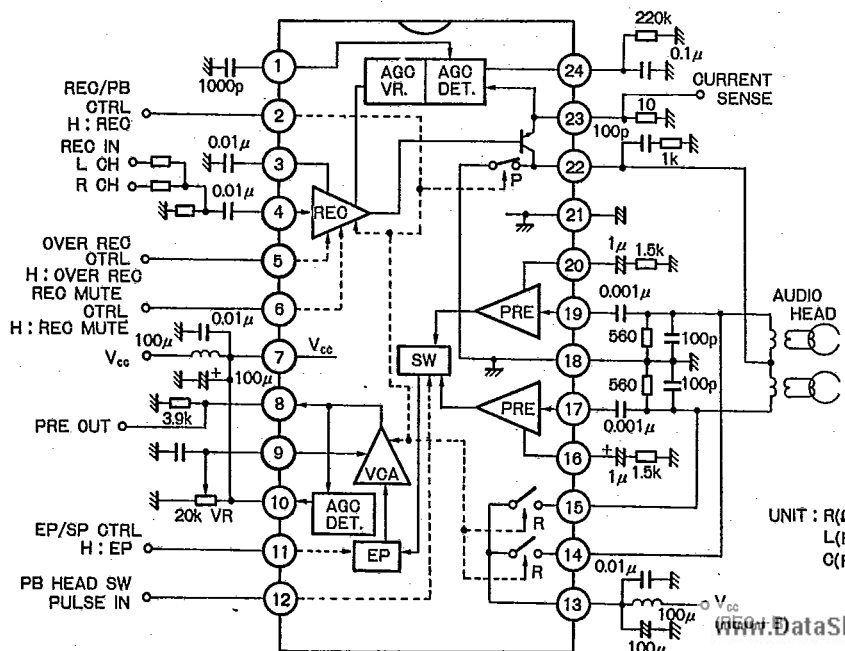 220k
0.1μ
1
1000p
AGC VR.
AGC DET.
24
CURRENT SENSE
REC/PB CTRL
H : REC
2
23
10
100p
22
1k
P
REC IN
L CH
R CH
0.01μ
3
0.01μ
4
REC
21
OVER REC CTRL
H : OVER REC
5
1μ
1.5k
20
REC MUTE CTRL
H : REC MUTE
6
PRE
19
0.001μ
AUDIO HEAD
0.01μ
100μ
Vcc
7
Vcc
SW
560
100p
18
100μ
+
8
3.9k
PRE OUT
560
100p
PRE
17
0.001μ
9
VCA
16
+
1μ
1.5k
20k VR
10
AGC DET.
R
15
EP/SP CTRL
H : EP
11
EP
R
14
0.01μ
PB HEAD SW
PULSE IN
12
13
100μ
Vcc
100μ
UNIT : R(
L(
C(
www.DataS